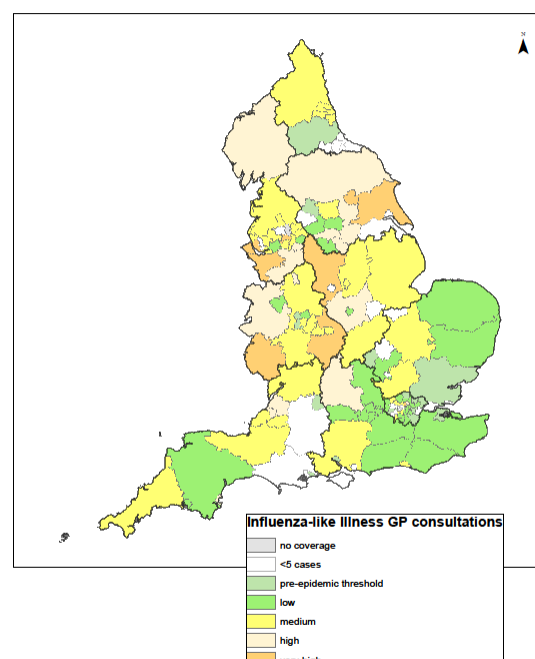 N
Influenza-like Illness GP consultations
no coverage
<5 cases
pre-epidemic threshold
low
medium
high